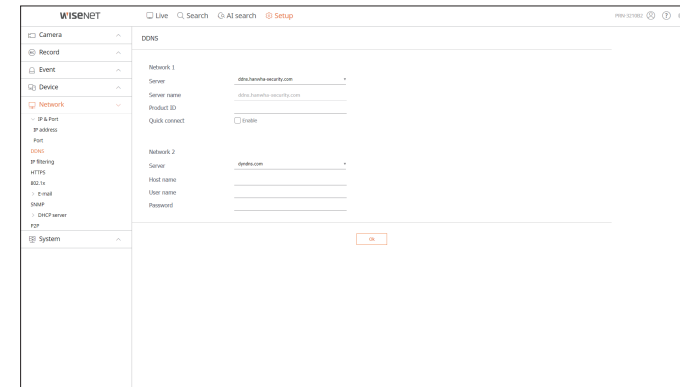 WISENET
Live Search AI search Setup
Camera
Record
Event
Device
Network
IP & Port
IP address
Port
DDNS
IP filtering
HTTPS
802.1x
E-mail
SNMP
DHCP server
P2P
System
DDNS
Network 1
Server ddns.hanwha-security.com
Server name ddns.hanwha-security.com
Product ID
Quick connect Enable
Network 2
Server dyndns.com
Host name
User name
Password
OK